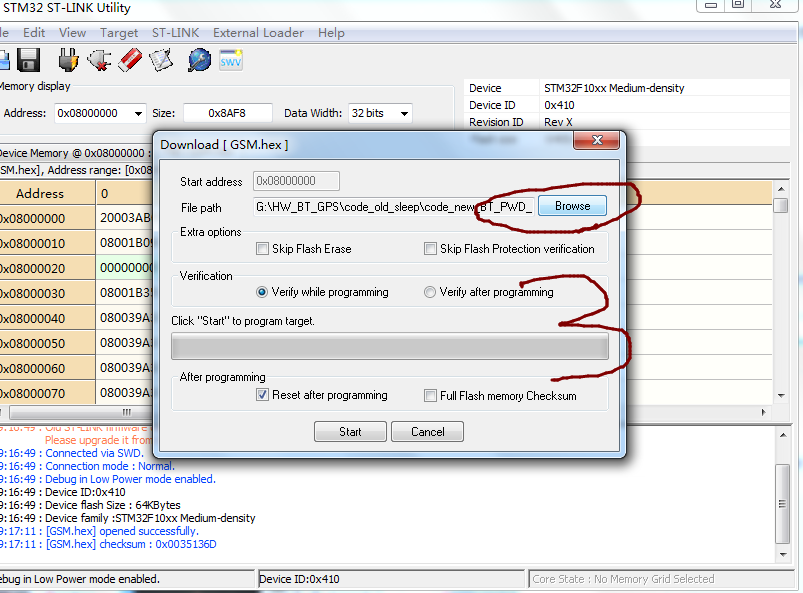 STM32 ST-LINK Utility
Edit View Target ST-LINK External Loader Help
SWV
Memory display
Address: 0x08000000 Size: 0x8AF8 Data Width: 32 bits
Device STM32F10xx Medium-density
Device ID 0x410
Revision ID Rev X
Device Memory @ 0x08000000 :
GSM.hex], Address range: [0x08
Address 0
0x08000000 20003AB
0x08000010 08001B09
0x08000020 00000000
0x08000030 08001B35
0x08000040 080039A
0x08000050 080039A
0x08000060 080039A
0x08000070 080039A
Download [ GSM.hex ]
Start address 0x08000000
File path G:\HW_BT_GPS\code_old_sleep\code_new_BT_PWD_ Browse
Extra options
Skip Flash Erase Skip Flash Protection verification
Verification
Verify while programming Verify after programming
2
Click "Start" to program target.
After programming
Reset after programming Full Flash memory Checksum
Start Cancel
9:16:49 : Old ST-LINK firmware
Please upgrade it from
9:16:49 : Connected via SWD.
9:16:49 : Connection mode : Normal.
9:16:49 : Debug in Low Power mode enabled.
9:16:49 : Device ID:0x410
9:16:49 : Device flash Size : 64KBytes
9:16:49 : Device family :STM32F10xx Medium-density
9:17:11 : [GSM.hex] opened successfully.
9:17:11 : [GSM.hex] checksum : 0x0035136D
ebug in Low Power mode enabled. Device ID:0x410 Core State : No Memory Grid Selected